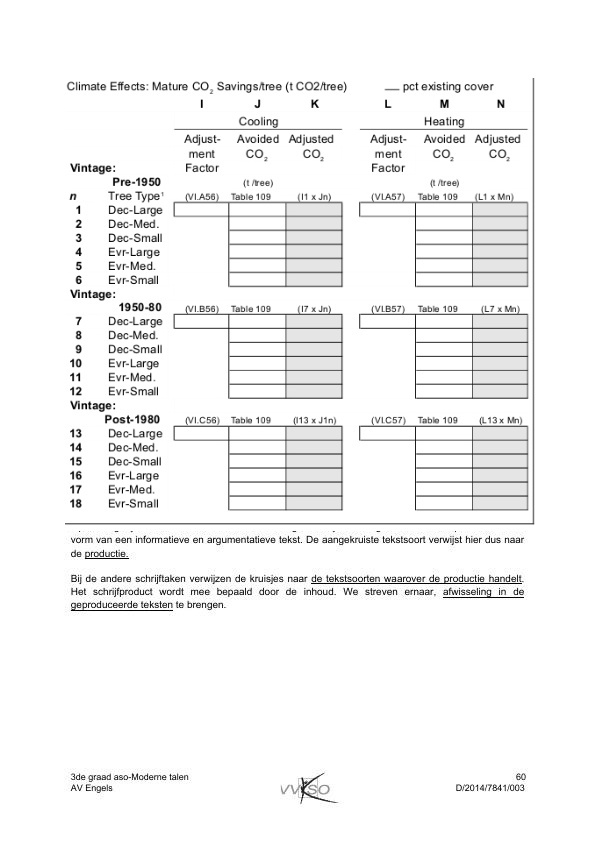 Climate Effects: Mature CO2 Savings/tree (t CO2/tree) __ pct existing cover
I J K L M N
Cooling Heating
Adjust- Avoided Adjusted Adjust- Avoided Adjusted
ment CO2 CO2 ment CO2 CO2
Vintage: Factor Factor
Pre-1950 (t /tree) (t /tree)
n Tree Type¹ (VI.A56) Table 109 (I1 x Jn) (VI.A57) Table 109 (L1 x Mn)
1 Dec-Large
2 Dec-Med.
3 Dec-Small
4 Evr-Large
5 Evr-Med.
6 Evr-Small
Vintage:
1950-80 (VI.B56) Table 109 (I7 x Jn) (VI.B57) Table 109 (L7 x Mn)
7 Dec-Large
8 Dec-Med.
9 Dec-Small
10 Evr-Large
11 Evr-Med.
12 Evr-Small
Vintage:
Post-1980 (VI.C56) Table 109 (I13 x J1n) (VI.C57) Table 109 (L13 x Mn)
13 Dec-Large
14 Dec-Med.
15 Dec-Small
16 Evr-Large
17 Evr-Med.
18 Evr-Small
vorm van een informatieve en argumentatieve tekst. De aangekruiste tekstsoort verwijst hier dus naar
de productie.
Bij de andere schrijftaken verwijzen de kruisjes naar de tekstsoorten waarover de productie handelt.
Het schrijfproduct wordt mee bepaald door de inhoud. We streven ernaar, afwisseling in de
geproduceerde teksten te brengen.
3de graad aso-Moderne talen 60
AV Engels VVKSO D/2014/7841/003